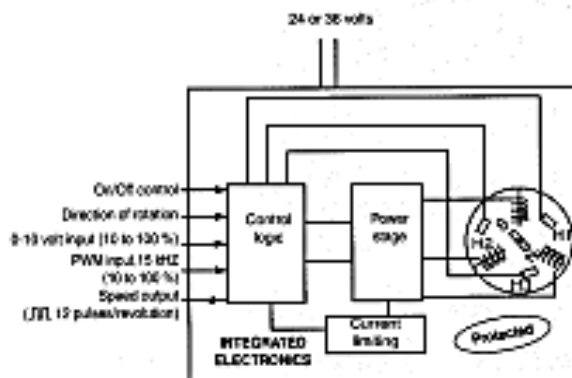 24 or 36 volts
On/Off control
Direction of rotation
0-10 volt input (10 to 100 %)
PWM input 15 kHZ
(10 to 100 %)
Speed output
12 pulses/revolution)
Control
logic
Power
stage
H1
H2
INTEGRATED
ELECTRONICS
Current
limiting
Protected